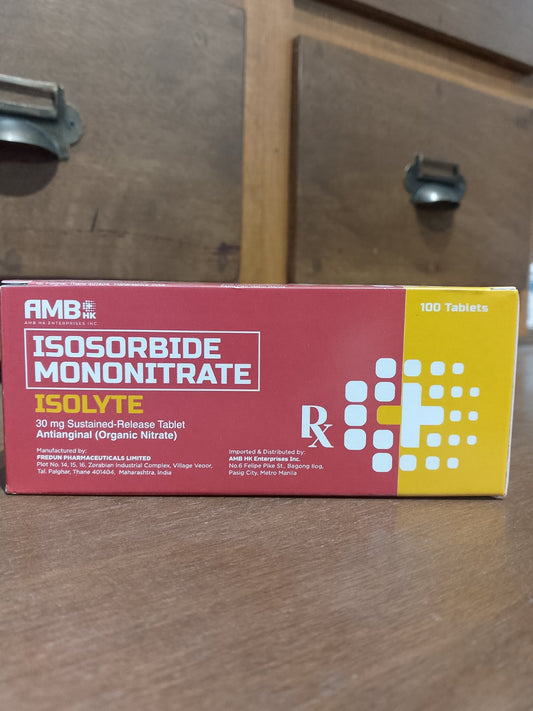 100 Tablets
AMB HK
AMB HK ENTERPRISES INC.
ISOSORBIDE
MONONITRATE
ISOLYTE
30 mg Sustained-Release Tablet
Antianginal (Organic Nitrate)
Rx
Manufactured by:
FREDUN PHARMACEUTICALS LIMITED
Plot No. 14, 15, 16, Zorabian Industrial Complex, Village Vevoor,
Tal. Palghar, Thane 401404, Maharashtra, India
Imported & Distributed by:
AMB HK Enterprises Inc.
No.6 Felipe Pike St., Bagong Ilog,
Pasig City, Metro Manila